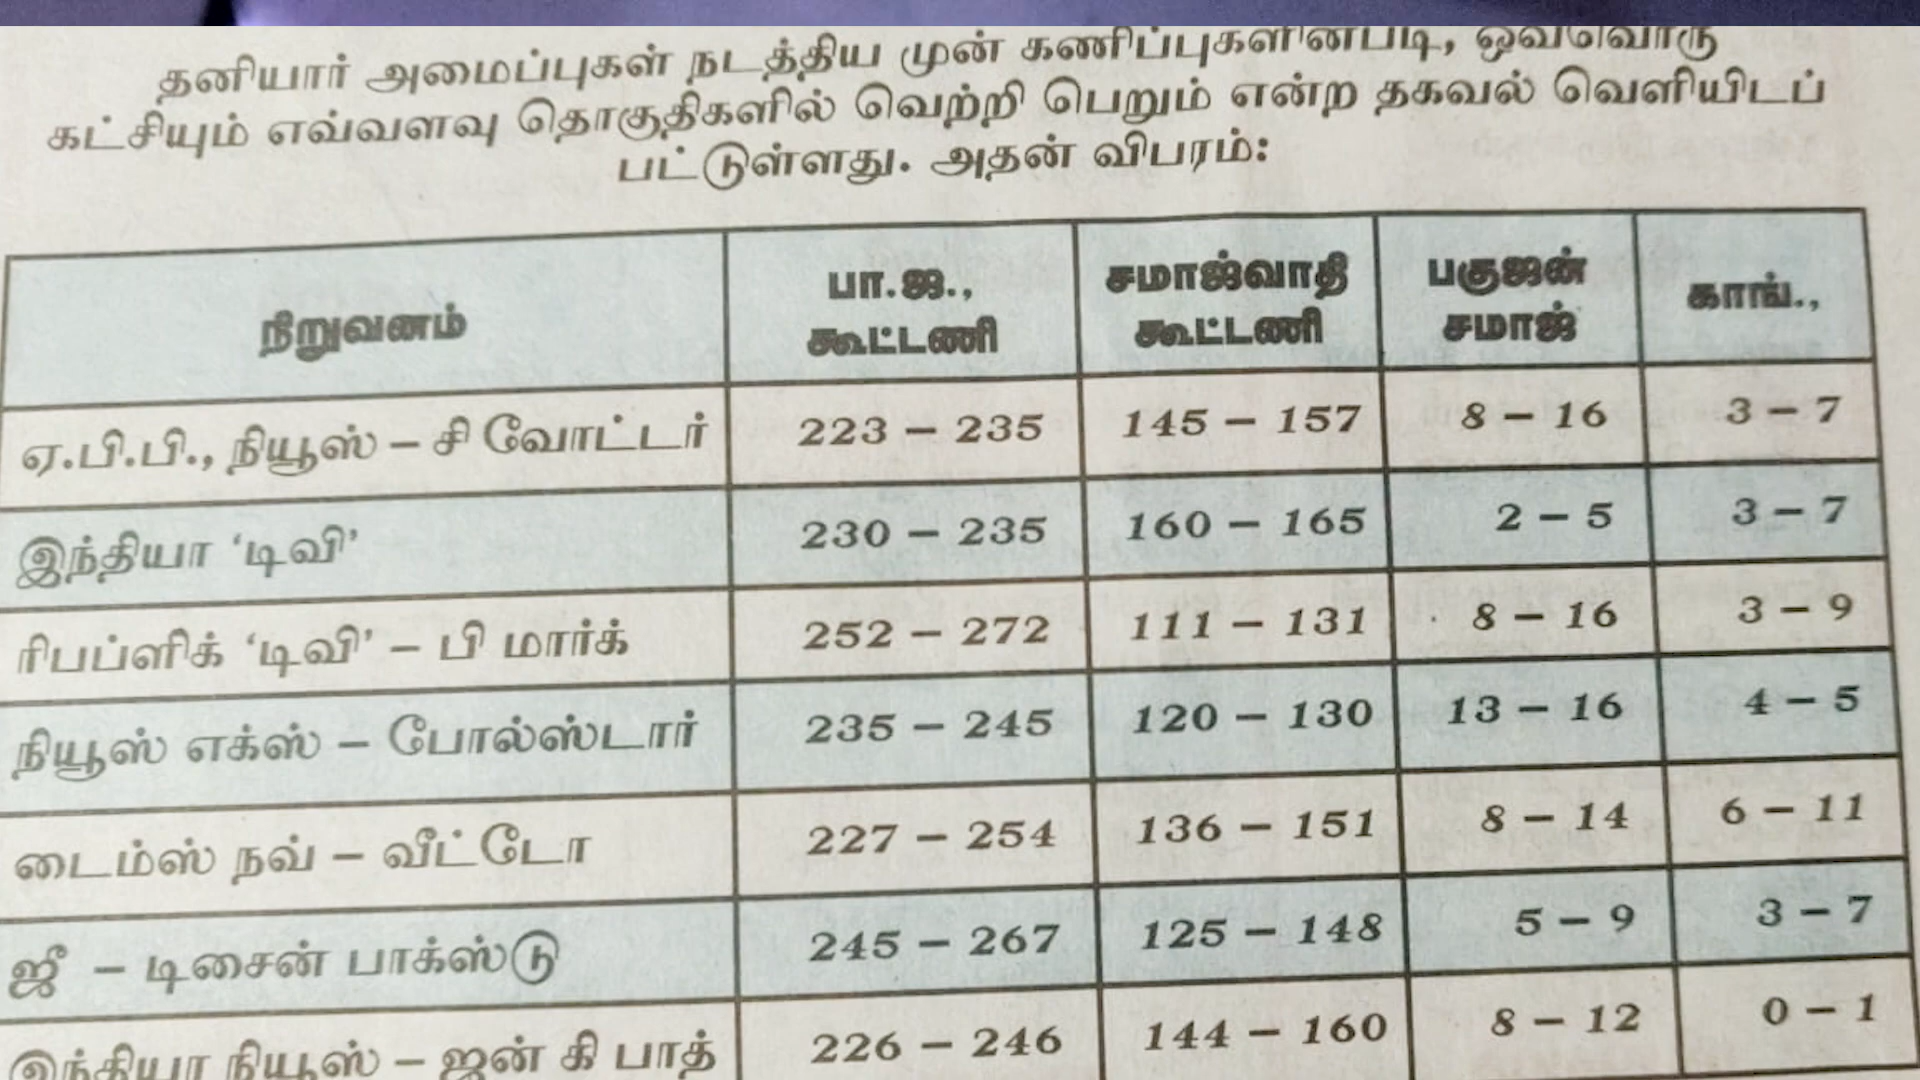 தனியார் அமைப்புகள் நடத்திய முன் கணிப்புகளின்படி, ஒவ்வொரு
கட்சியும் எவ்வளவு தொகுதிகளில் வெற்றி பெறும் என்ற தகவல் வெளியிடப்
பட்டுள்ளது. அதன் விபரம்:
நிறுவனம் பா.ஜ., கூட்டணி சமாஜ்வாதி கூட்டணி பகுஜன் சமாஜ் காங்.,
ஏ.பி.பி., நியூஸ் – சி வோட்டர் 223 – 235 145 – 157 8 – 16 3 – 7
இந்தியா 'டிவி' 230 – 235 160 – 165 2 – 5 3 – 7
ரிபப்ளிக் 'டிவி' – பி மார்க் 252 – 272 111 – 131 8 – 16 3 – 9
நியூஸ் எக்ஸ் – போல்ஸ்டார் 235 – 245 120 – 130 13 – 16 4 – 5
டைம்ஸ் நவ் – வீட்டோ 227 – 254 136 – 151 8 – 14 6 – 11
ஜீ – டிசைன் பாக்ஸ்டு 245 – 267 125 – 148 5 – 9 3 – 7
இந்தியா நியூஸ் – ஜன் கி பாத் 226 – 246 144 – 160 8 – 12 0 – 1